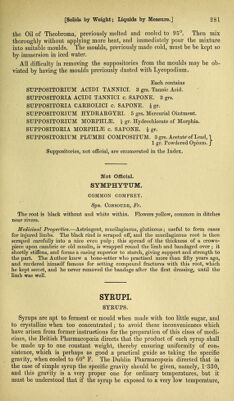 [Solids by Weight; Liquids by Measure.] 281
the Oil of Theobroma, previously melted and cooled to 95°. Then mix
thoroughly without applying more heat, and immediately pour the mixture
into suitable moulds. The moulds, previously made cold, must be be kept so
by immersion in iced water.
All difficulty in removing the suppositories from the moulds may be ob-
viated by having the moulds previously dusted with Lycopodium.
Each contains
SUPPOSITORIUM ACIDI TANNICI. 3 grs. Tannic Acid.
SUPPOSITORIA ACIDI TANNICI c. SAPONE. 3 grs.
SUPPOSITORIA CARBOLICI c. SAPONE. 1 gr.
SUPPOSITORIUM HYDRARGYRI. 5 grs. Mercurial Ointment.
SUPPOSITORIUM MORPHIÆ. ½ gr. Hydrochlorate of Morphia.
SUPPOSITORIA MORPHIÆ c. SAPONE. ½ gr.
SUPPOSITORIUM PLUMBI COMPOSITUM. 3 grs. Acetate of Lead, }
1 gr. Powdered Opium.
Suppositories, not official, are enumerated in the Index.
Not Official.
SYMPHYTUM.
COMMON COMFREY.
Syn. Consoude, Fr.
The root is black without and white within. Flowers yellow, common in ditches
near rivers.
Medicinal Properties.—Astringent, mucilaginous, glutinous; useful to form cases
for injured limbs. The black rind is scraped off, and the mucilaginous root is then
scraped carefully into a nice even pulp; this spread of the thickness of a crown-
piece upon cambric or old muslin, is wrapped round the limb and bandaged over; it
shortly stiffens, and forms a casing superior to starch, giving support and strength to
the part. The Author knew a bone-setter who practised more than fifty years ago,
and rendered himself famous for setting compound fractures with this root, which
he kept secret, and he never removed the bandage after the first dressing, until the
limb was well.
SYRUPI.
SYRUPS.
Syrups are apt to ferment or mould when made with too little sugar, and
to crystallize when too concentrated; to avoid these inconveniences which
have arisen from former instructions for the preparation of this class of medi-
cines, the British Pharmacopœia directs that the product of each syrup shall
be made up to one constant weight, thereby ensuring uniformity of con-
sistence, which is perhaps as good a practical guide as taking the specific
gravity, when cooled to 60° F. The Dublin Pharmacopœia directed that in
the case of simple syrup the specific gravity should be given, namely, 1·330,
and this gravity is a very proper one for ordinary temperatures, but it
must be understood that if the syrup be exposed to a very low temperature,